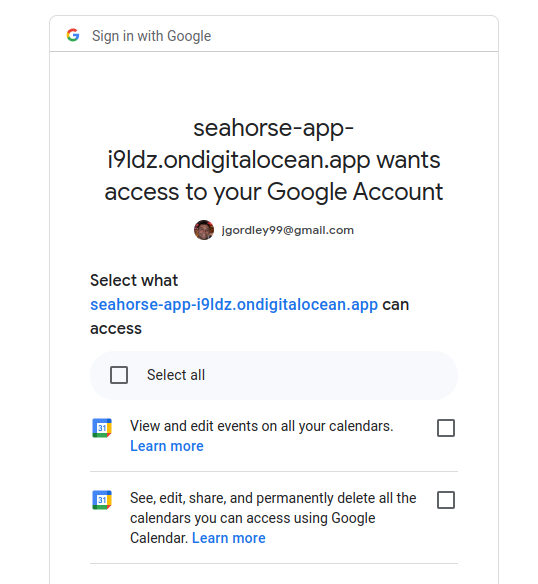 Sign in with Google
seahorse-app-
i9ldz.ondigitalocean.app wants
access to your Google Account
jgordley99@gmail.com
Select what
seahorse-app-i9ldz.ondigitalocean.app can
access
Select all
31
View and edit events on all your calendars.
Learn more
31
See, edit, share, and permanently delete all the
calendars you can access using Google
Calendar. Learn more